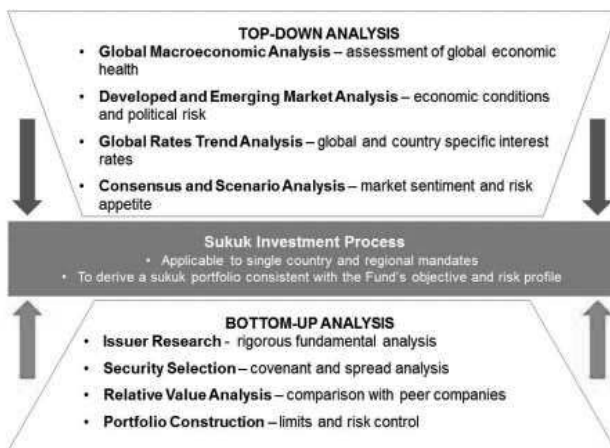 TOP-DOWN ANALYSIS
• Global Macroeconomic Analysis – assessment of global economic
health
• Developed and Emerging Market Analysis – economic conditions
and political risk
• Global Rates Trend Analysis – global and country specific interest
rates
• Consensus and Scenario Analysis – market sentiment and risk
appetite
Sukuk Investment Process
• Applicable to single country and regional mandates
• To derive a sukuk portfolio consistent with the Fund's objective and risk profile
BOTTOM-UP ANALYSIS
• Issuer Research - rigorous fundamental analysis
• Security Selection – covenant and spread analysis
• Relative Value Analysis – comparison with peer companies
• Portfolio Construction – limits and risk control